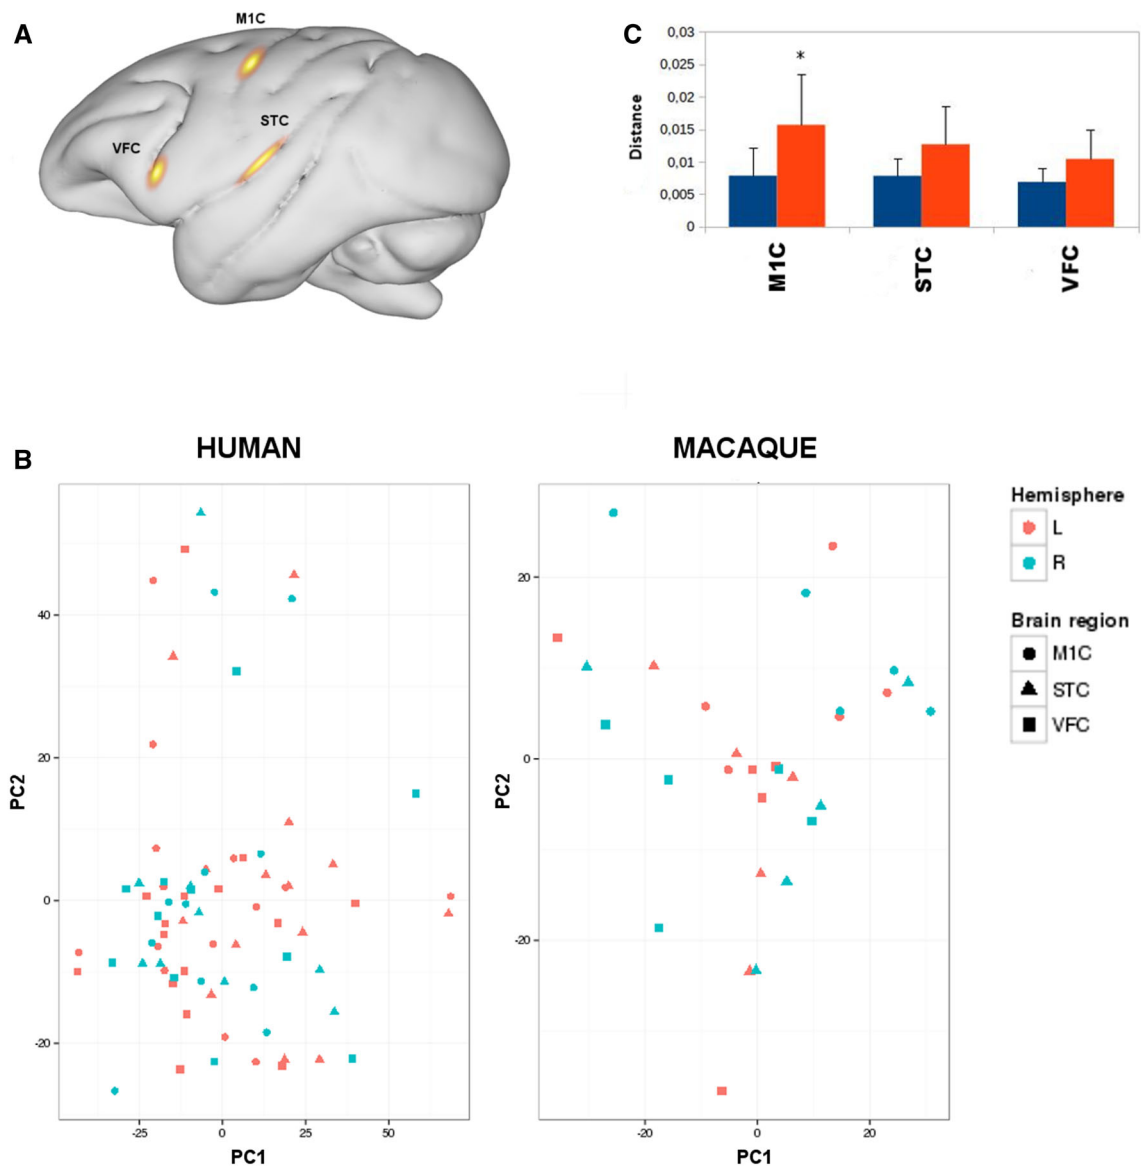 A
M1C
STC
VFC
C
0,03
0,025
0,02
0,015
0,01
0,005
0
Distance
*
M1C
STC
VFC
B
HUMAN
MACAQUE
40
20
0
-20
PC2
-25
0
25
50
PC1
20
0
-20
PC2
-20
0
20
PC1
Hemisphere
L
R
Brain region
M1C
STC
VFC